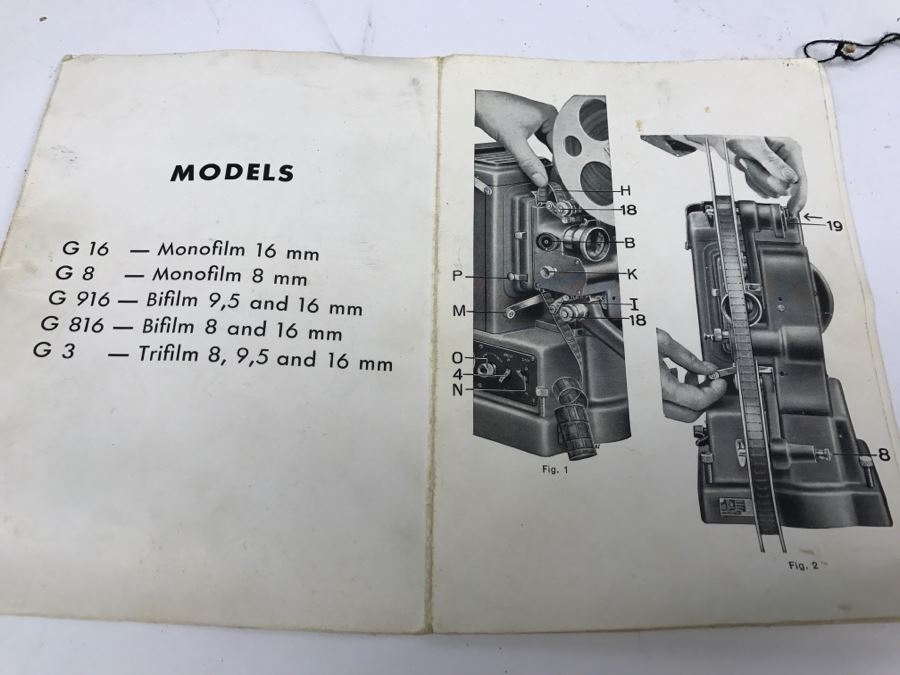 MODELS
G 16 — Monofilm 16 mm
G 8 — Monofilm 8 mm
G 916 — Bifilm 9,5 and 16 mm
G 816 — Bifilm 8 and 16 mm
G 3 — Trifilm 8, 9,5 and 16 mm
H
18
B
P
K
M
I
18
O
4
N
Fig. 1
19
8
Fig. 2